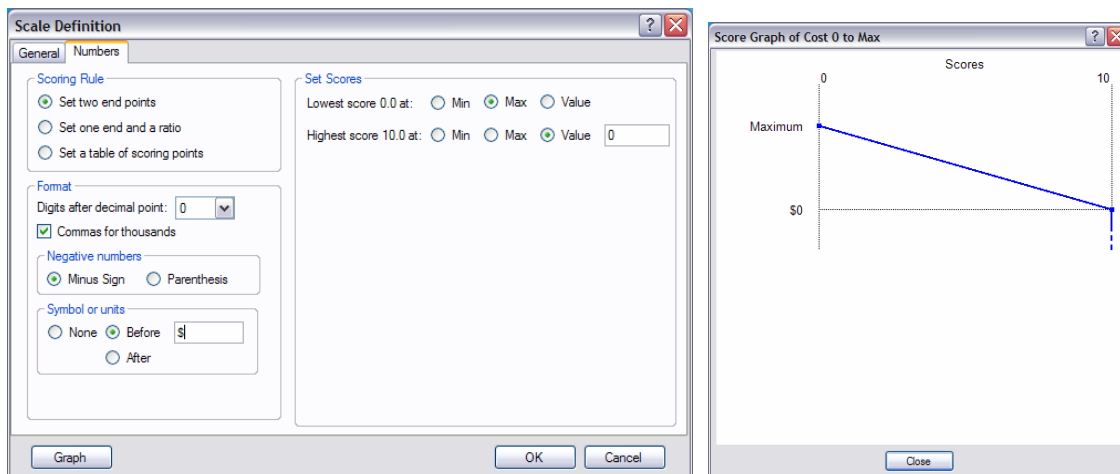 Scale Definition
General Numbers
Scoring Rule
Set two end points
Set one end and a ratio
Set a table of scoring points
Format
Digits after decimal point: 0
Commas for thousands
Negative numbers
Minus Sign Parenthesis
Symbol or units
None Before $
After
Set Scores
Lowest score 0.0 at: Min Max Value
Highest score 10.0 at: Min Max Value 0
Graph OK Cancel
Score Graph of Cost 0 to Max
Scores
0 10
Maximum
$0
Close